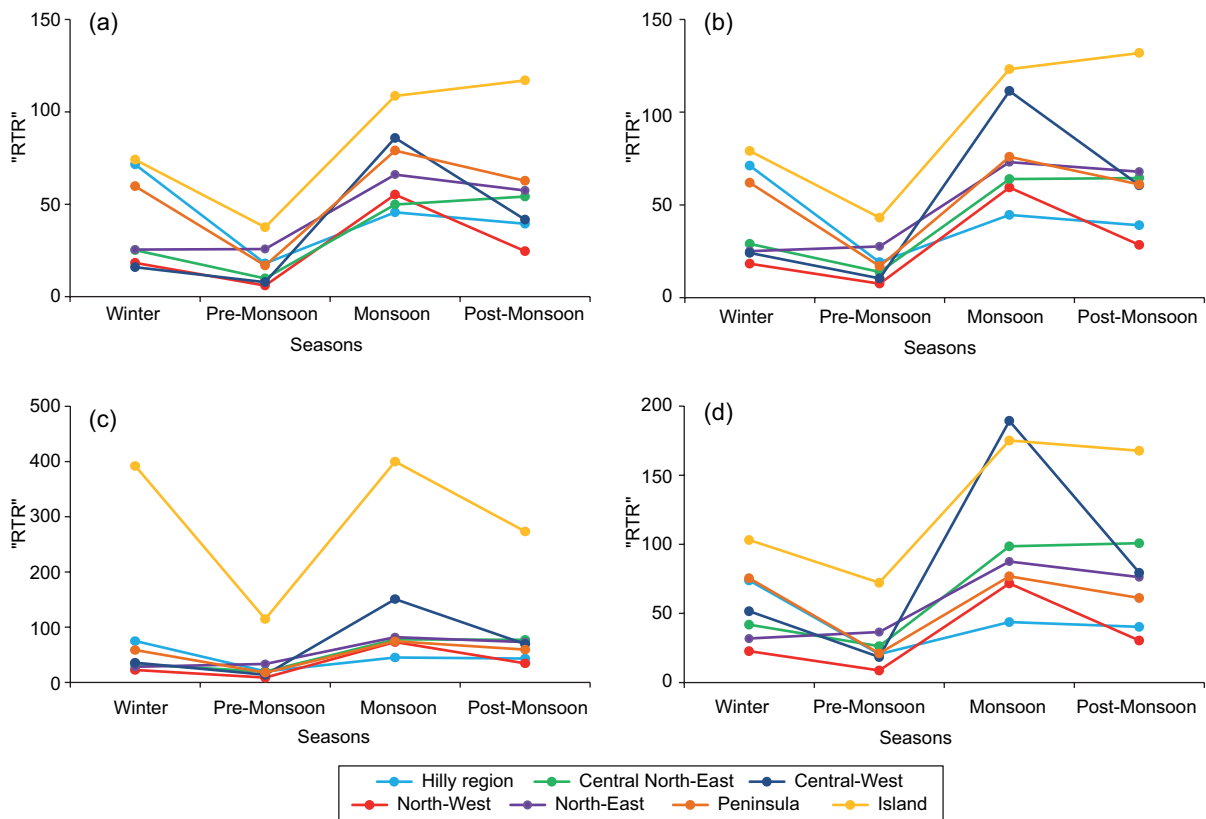 (a)
150
100
50
0
"RTR"
Winter Pre-Monsoon Monsoon Post-Monsoon
Seasons
(b)
150
100
50
0
"RTR"
Winter Pre-Monsoon Monsoon Post-Monsoon
Seasons
(c)
500
400
300
200
100
0
"RTR"
Winter Pre-Monsoon Monsoon Post-Monsoon
Seasons
(d)
200
150
100
50
0
"RTR"
Winter Pre-Monsoon Monsoon Post-Monsoon
Seasons
Hilly region Central North-East Central-West
North-West North-East Peninsula Island